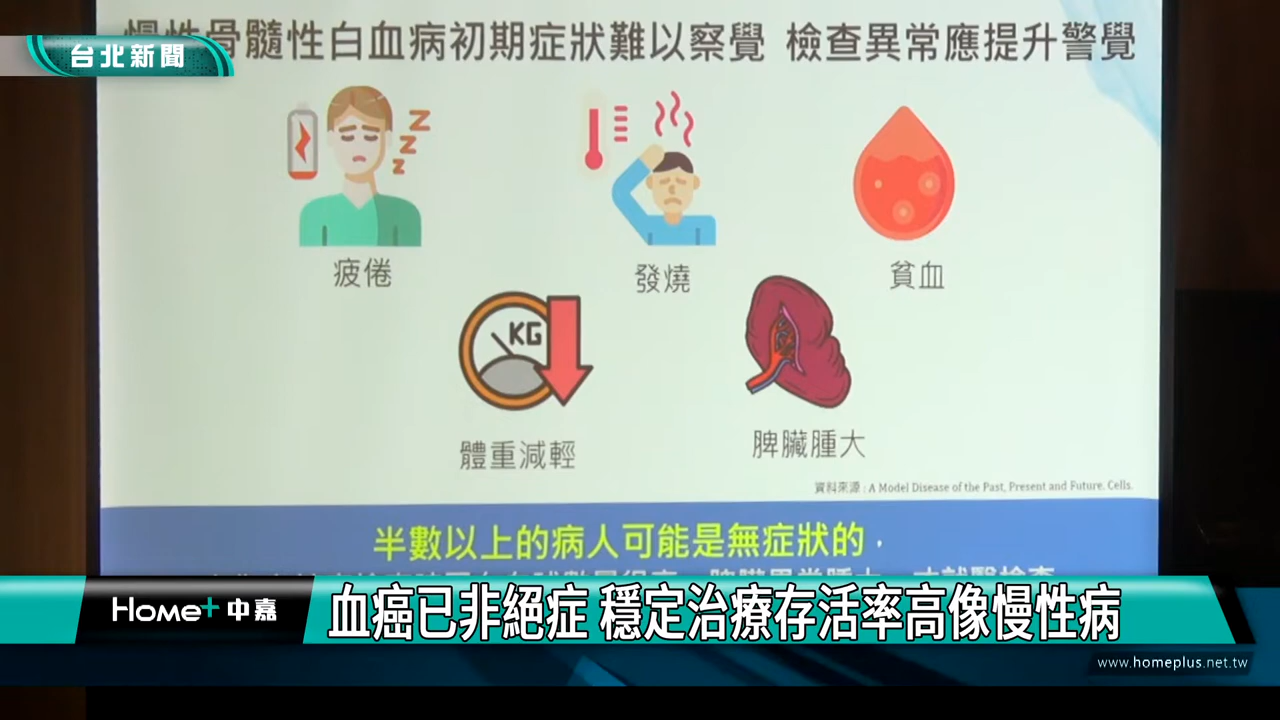 慢性骨髓性白血病初期症狀難以察覺 檢查異常應提升警覺
台北新聞
疲倦
發燒
貧血
KG
體重減輕
脾臟腫大
資料來源 : A Model Disease of the Past, Present and Future. Cells.
半數以上的病人可能是無症狀的，
Home+ 中嘉
血癌已非絕症 穩定治療存活率高像慢性病
www.homeplus.net.tw